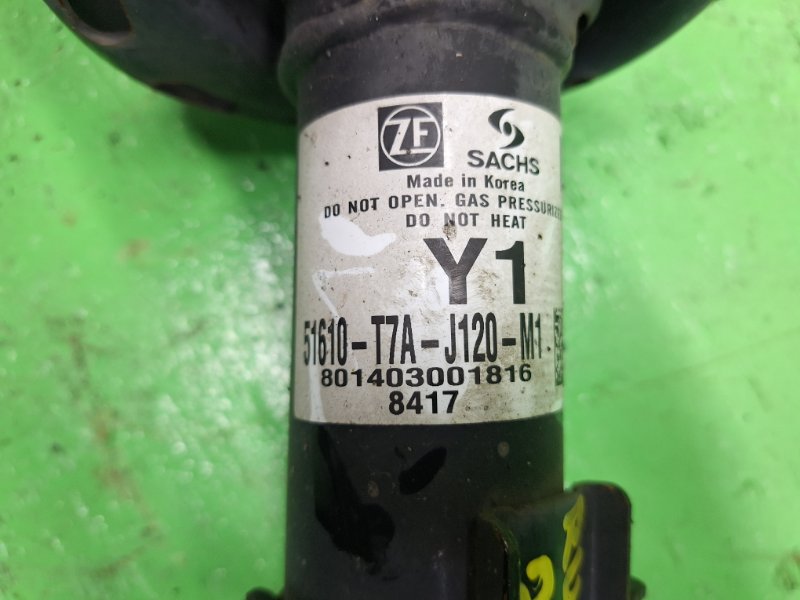 ZF
SACHS
Made in Korea
DO NOT OPEN. GAS PRESSURIZED
DO NOT HEAT
Y1
51610-T7A-J120-M1
801403001816
8417